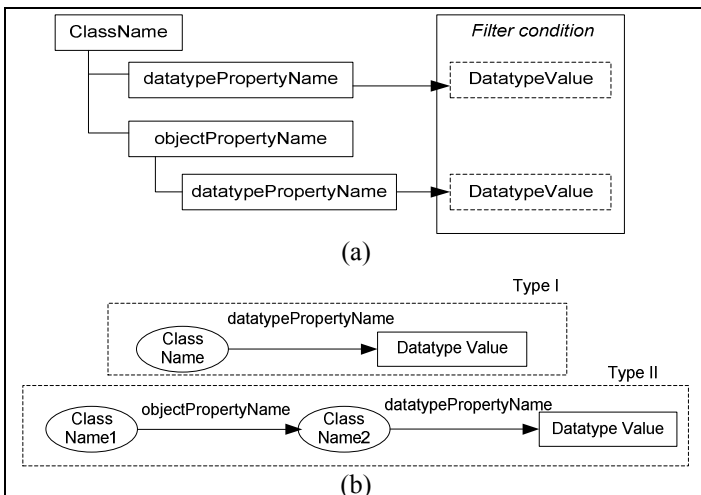 ClassName
Filter condition
datatypePropertyName
DatatypeValue
objectPropertyName
datatypePropertyName
DatatypeValue
(a)
Type I
datatypePropertyName
Class
Name
Datatype Value
Type II
objectPropertyName
datatypePropertyName
Class
Name1
Class
Name2
Datatype Value
(b)